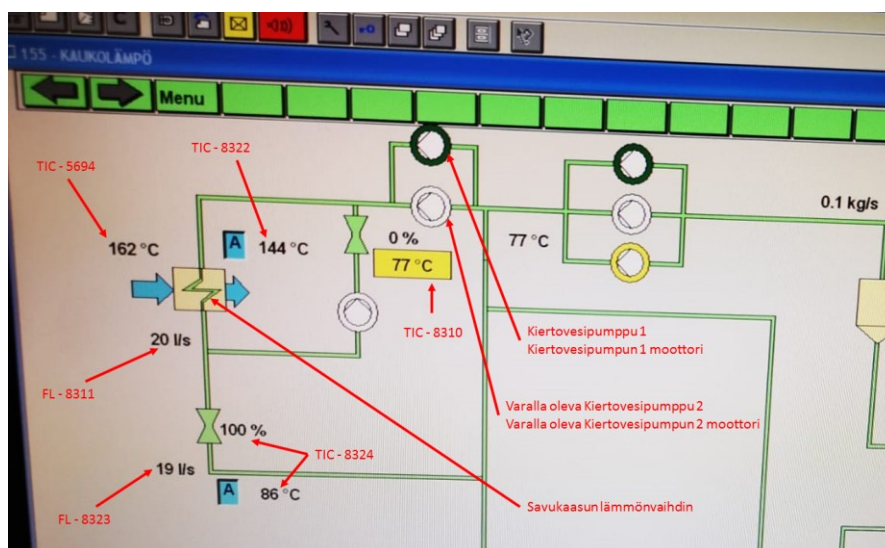 155 - KAUKOLÄMPÖ
Menu
TIC - 5694
TIC - 8322
162 °C
A
144 °C
0 %
77 °C
77 °C
0.1 kg/s
TIC - 8310
Kiertovesipumppu 1
Kiertovesipumpun 1 moottori
20 l/s
FL - 8311
Varalla oleva Kiertovesipumppu 2
Varalla oleva Kiertovesipumpun 2 moottori
100 %
TIC - 8324
19 l/s
A
86 °C
FL - 8323
Savukaasun lämmönvaihdin